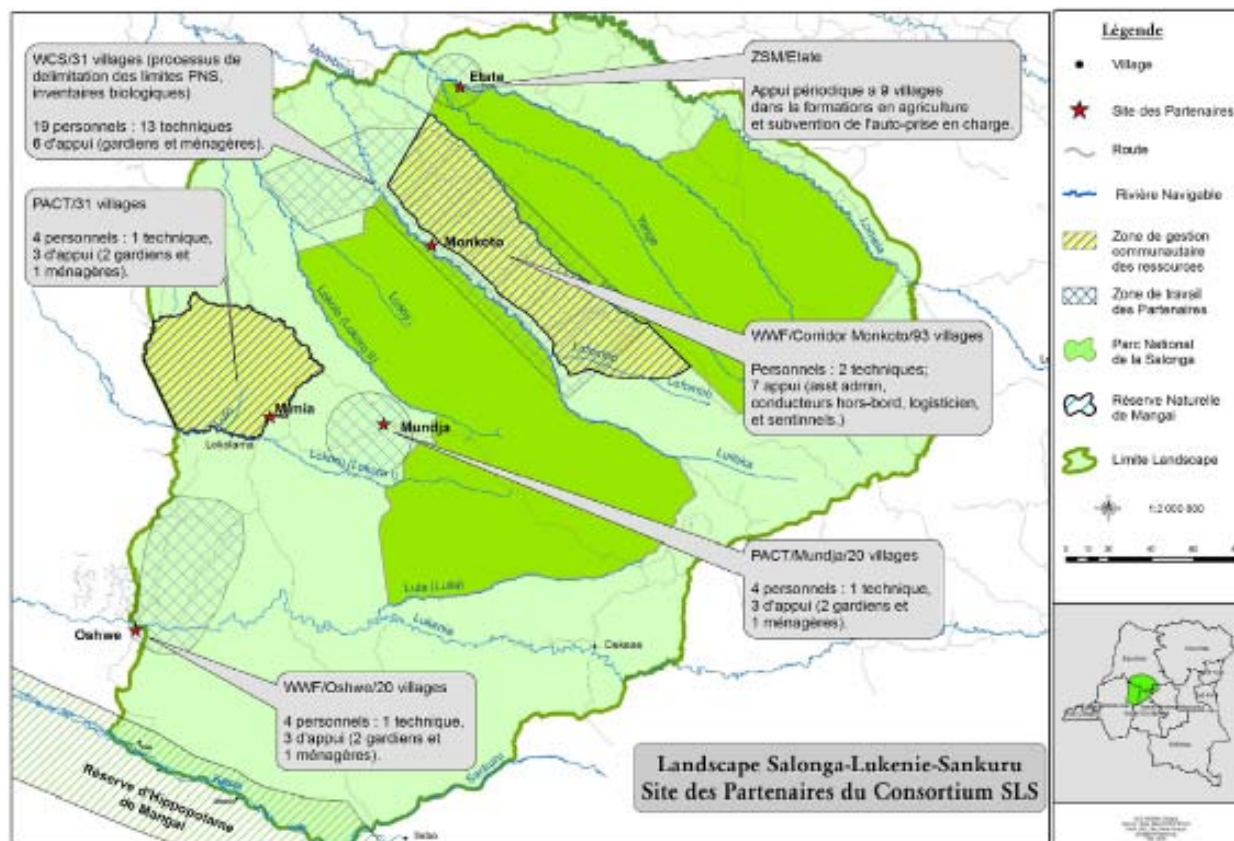 WCS/31 villages (processus de
delimitation des limites PNS,
inventaires biologiques)
19 personnels : 13 techniques
6 d'appui (gardiens et ménagères).
PACT/31 villages
4 personnels : 1 technique,
3 d'appui (2 gardiens et
1 ménagères).
ZSM/Etate
Appui périodique a 9 villages
dans la formations en agriculture
et subvention de l'auto-prise en charge.
Etate
Monkoto
Lomela
Yenge
WWF/Corridor Monkoto/93 villages
Personnels : 2 techniques;
7 appui (asst admin,
conducteurs hors-bord, logisticien,
et sentinnels.)
Mimia
Mundja
Lokolama
Luilaka
PACT/Mundja/20 villages
4 personnels : 1 technique,
3 d'appui (2 gardiens et
1 ménagères).
Lukenie
Oshwe
Dekese
WWF/Oshwe/20 villages
4 personnels : 1 technique,
3 d'appui (2 gardiens et
1 ménagères).
Sankuru
Réserve d'Hippopotame
de Mangai
Landscape Salonga-Lukenie-Sankuru
Site des Partenaires du Consortium SLS
Légende
Village
Site des Partenaires
Route
Rivière Navigable
Zone de gestion
communautaire
des ressources
Zone de travail
des Partenaires
Parc National
de la Salonga
Réserve Naturelle
de Mangai
Limite Landscape
1:2 000 000